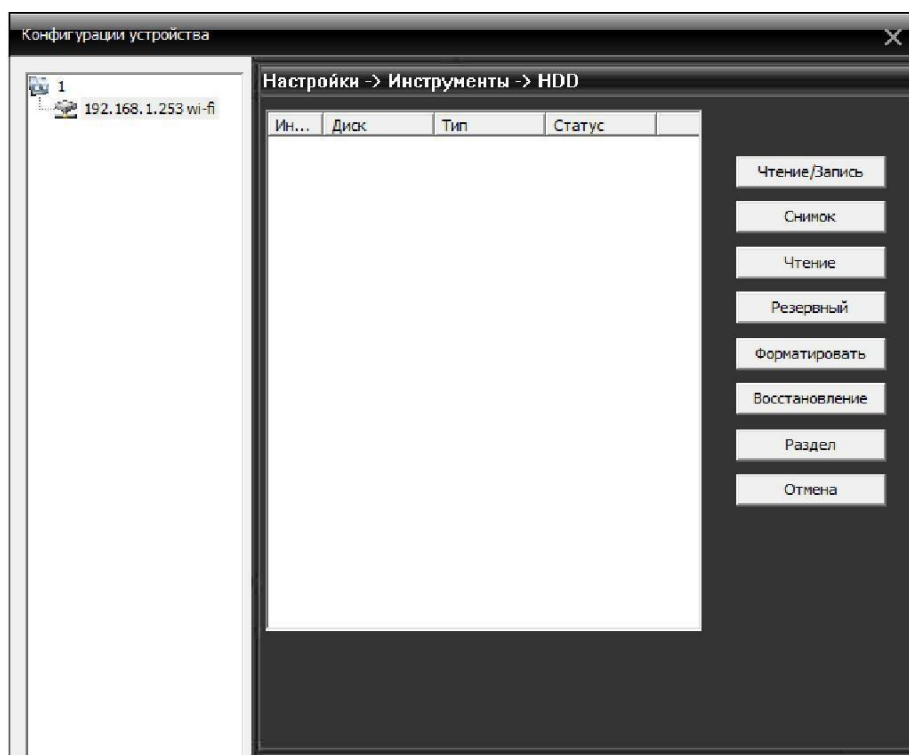 Конфигурации устройства
1
192.168.1.253 wi-fi
Настройки -> Инструменты -> HDD
Ин... Диск Тип Статус
Чтение/Запись
Снимок
Чтение
Резервный
Форматировать
Восстановление
Раздел
Отмена